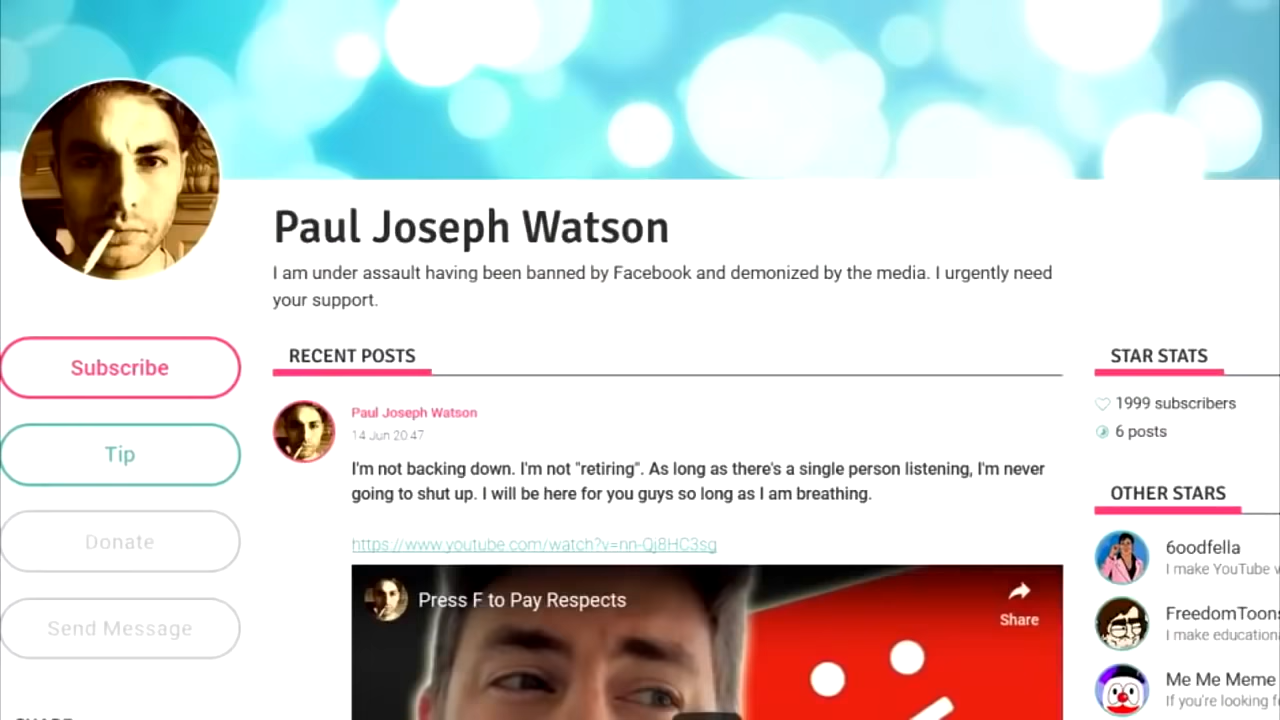 Paul Joseph Watson
I am under assault having been banned by Facebook and demonized by the media. I urgently need
your support.
Subscribe
Tip
Donate
Send Message
RECENT POSTS
Paul Joseph Watson
14 Jun 20:47
I'm not backing down. I'm not "retiring". As long as there's a single person listening, I'm never
going to shut up. I will be here for you guys so long as I am breathing.
https://www.youtube.com/watch?v=nn-Qj8HC3sg
Press F to Pay Respects
Share
STAR STATS
1999 subscribers
6 posts
OTHER STARS
6oodfella
I make YouTube
FreedomToons
I make education
Me Me Meme
If you're looking